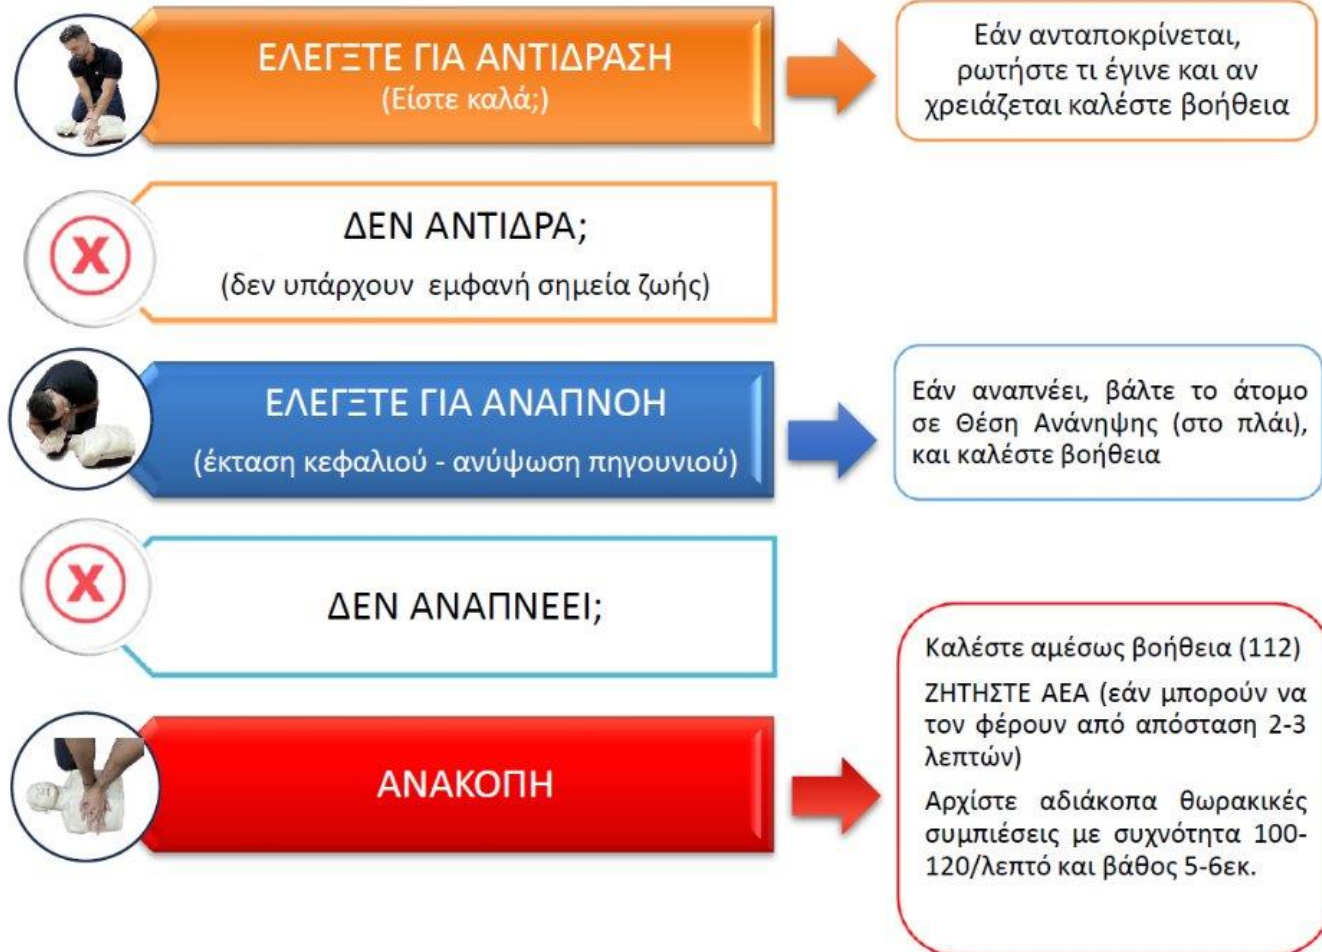 ΕΛΕΓΞΤΕ ΓΙΑ ΑΝΤΙΔΡΑΣΗ
(Είστε καλά;)
Εάν ανταποκρίνεται,
ρωτήστε τι έγινε και αν
χρειάζεται καλέστε βοήθεια
X
ΔΕΝ ΑΝΤΙΔΡΑ;
(δεν υπάρχουν εμφανή σημεία ζωής)
ΕΛΕΓΞΤΕ ΓΙΑ ΑΝΑΠΝΟΗ
(έκταση κεφαλιού - ανύψωση πηγουνιού)
Εάν αναπνέει, βάλτε το άτομο
σε Θέση Ανάνηψης (στο πλάι),
και καλέστε βοήθεια
X
ΔΕΝ ΑΝΑΠΝΕΕΙ;
ΑΝΑΚΟΠΗ
Καλέστε αμέσως βοήθεια (112)
ΖΗΤΗΣΤΕ ΑΕΑ (εάν μπορούν να
τον φέρουν από απόσταση 2-3
λεπτών)
Αρχίστε αδιάκοπα θωρακικές
συμπιέσεις με συχνότητα 100-
120/λεπτό και βάθος 5-6εκ.